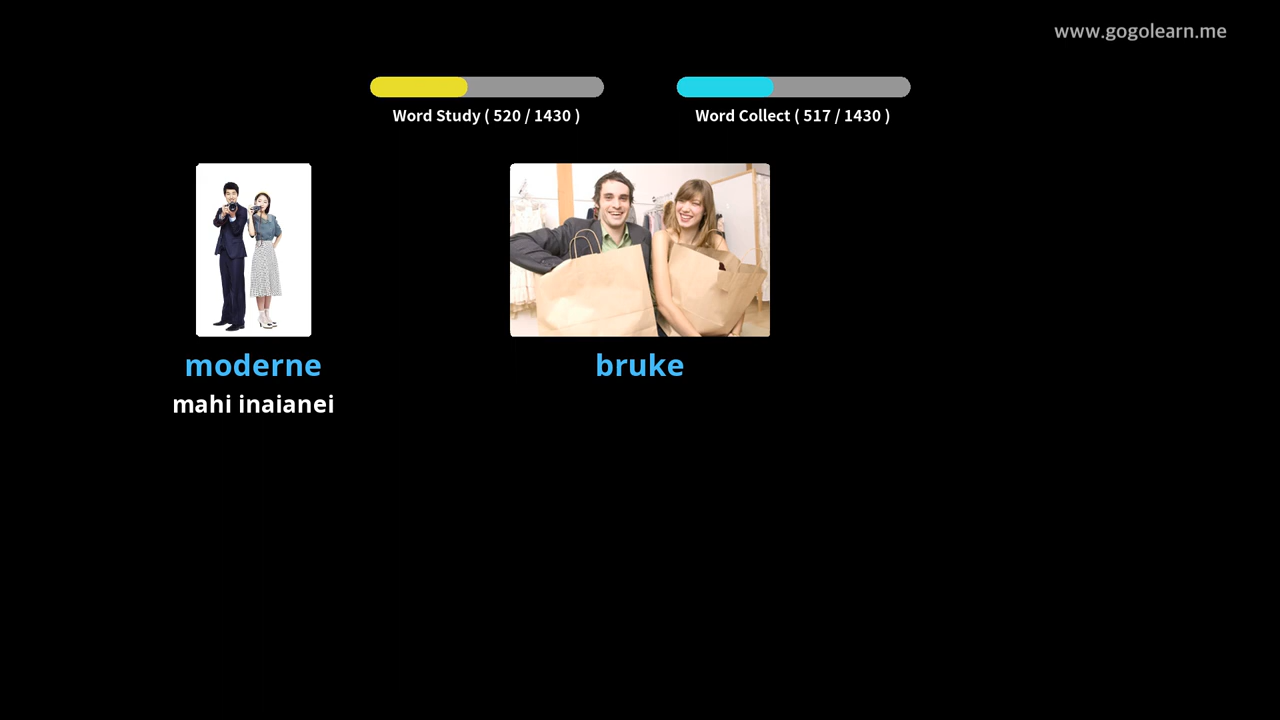 www.gogolearn.me
Word Study ( 520 / 1430 )
Word Collect ( 517 / 1430 )
moderne
bruke
mahi inaianei